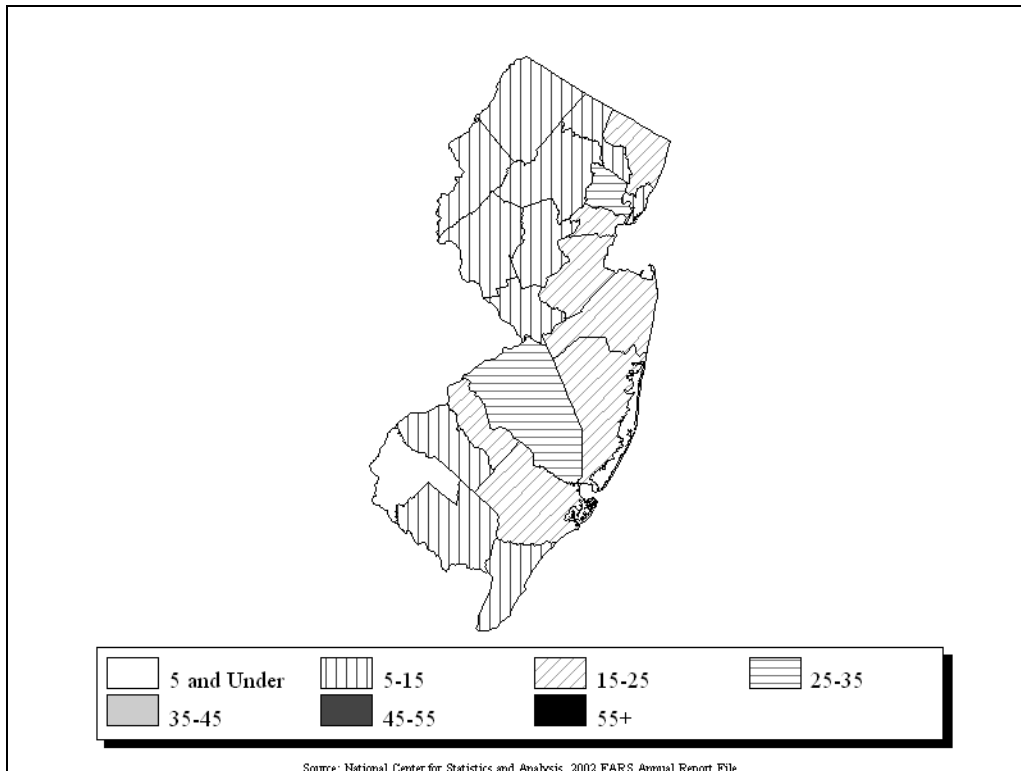 5 and Under 5-15 15-25 25-35
35-45 45-55 55+
Source: National Center for Statistics and Analysis, 2002 FARS Annual Report File